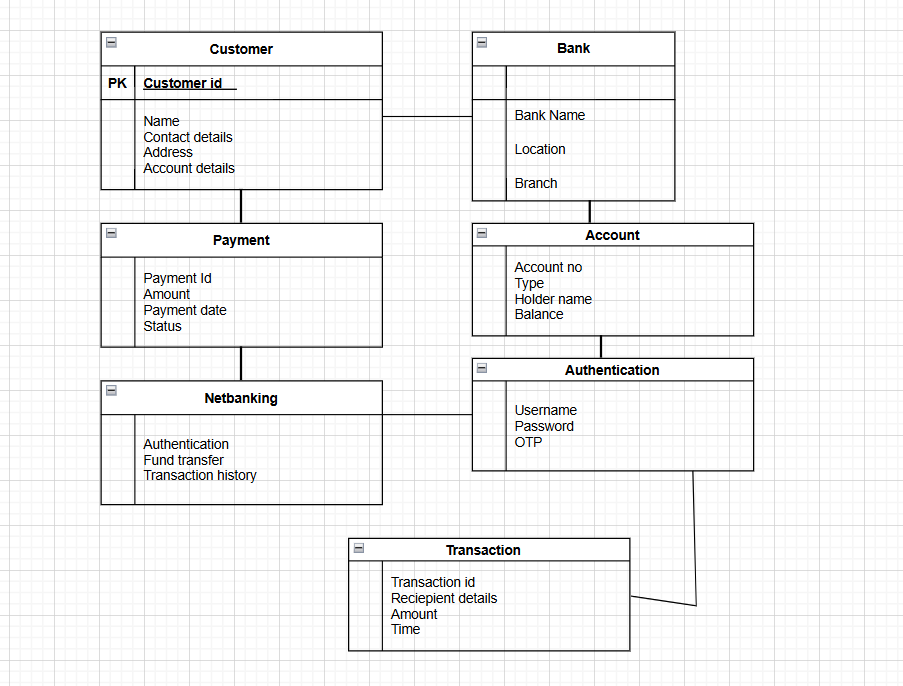 Customer
PK Customer id
Name
Contact details
Address
Account details
Bank
Bank Name
Location
Branch
Payment
Payment Id
Amount
Payment date
Status
Account
Account no
Type
Holder name
Balance
Netbanking
Authentication
Fund transfer
Transaction history
Authentication
Username
Password
OTP
Transaction
Transaction id
Reciepient details
Amount
Time